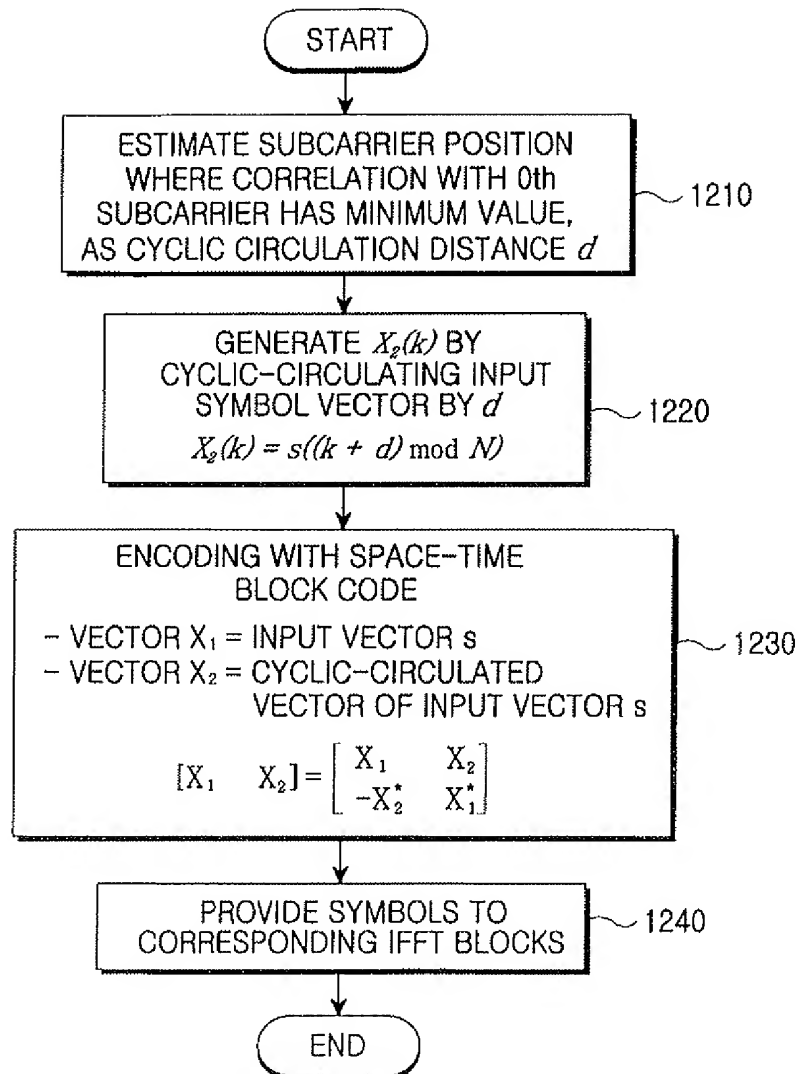 START
ESTIMATE SUBCARRIER POSITION
WHERE CORRELATION WITH 0th
SUBCARRIER HAS MINIMUM VALUE,
AS CYCLIC CIRCULATION DISTANCE d
1210
GENERATE X₂(k) BY
CYCLIC-CIRCULATING INPUT
SYMBOL VECTOR BY d
X₂(k) = s((k + d) mod N)
1220
ENCODING WITH SPACE-TIME
BLOCK CODE
- VECTOR X₁ = INPUT VECTOR s
- VECTOR X₂ = CYCLIC-CIRCULATED
VECTOR OF INPUT VECTOR s
[X₁ X₂] = [X₁ X₂
-X₂* X₁*]
1230
PROVIDE SYMBOLS TO
CORRESPONDING IFFT BLOCKS
1240
END